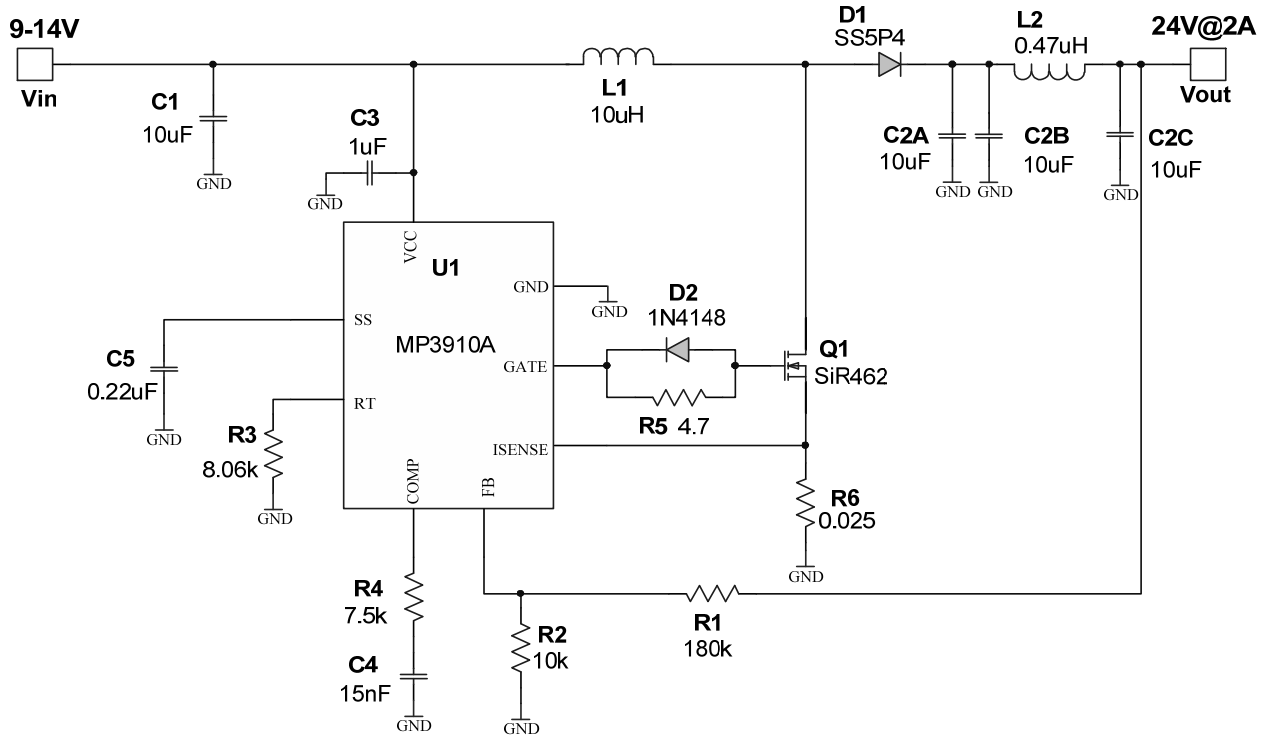 9-14V
Vin
C1
10uF
GND
C3
1uF
GND
L1
10uH
D1
SS5P4
L2
0.47uH
24V@2A
Vout
C2A
10uF
GND
GND
C2B
10uF
C2C
10uF
GND
VCC
U1
MP3910A
SS
RT
COMP
FB
GND
GATE
ISENSE
GND
C5
0.22uF
GND
R3
8.06k
GND
D2
1N4148
R5 4.7
Q1
SiR462
R6
0.025
GND
R4
7.5k
C4
15nF
GND
R2
10k
GND
R1
180k